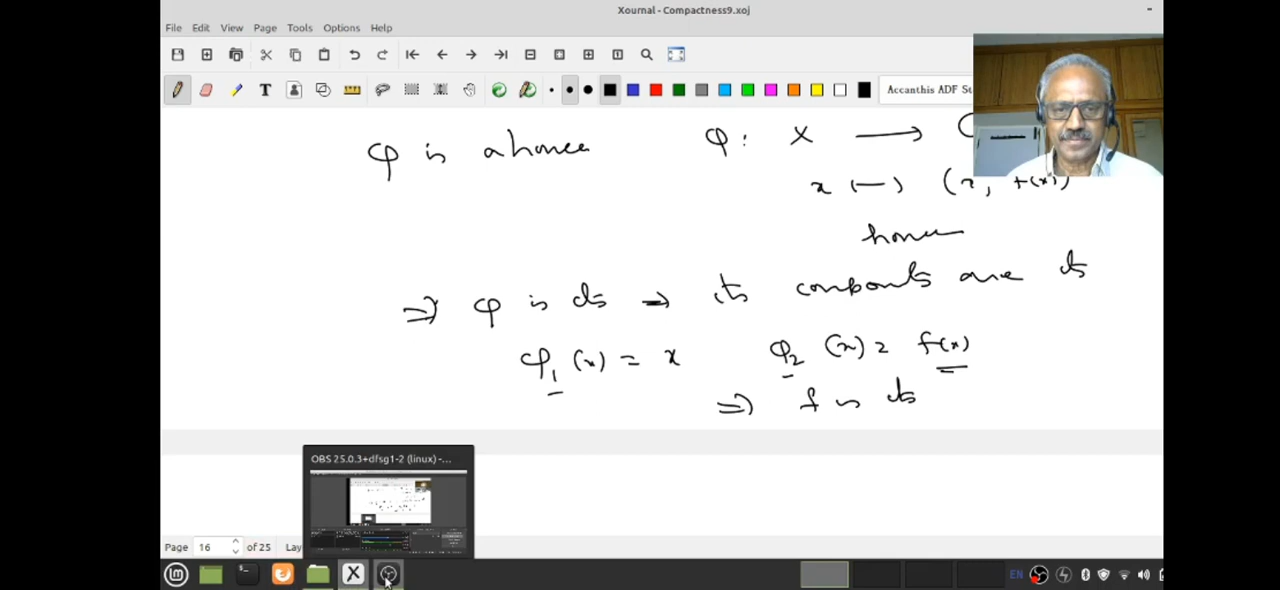 Xournal - Compactness9.xoj
File Edit View Page Tools Options Help
Accanthis ADF St
φ is a homeo φ: X ⟶
x ⟼ (x, f(x))
homeo
⇒ φ is cts → its components are cts
φ₁(x) = x φ₂(x) = f(x)
⇒ f is cts
OBS 25.0.3+dfsg1-2 (linux) -...
Page 16 of 25 Lay
EN